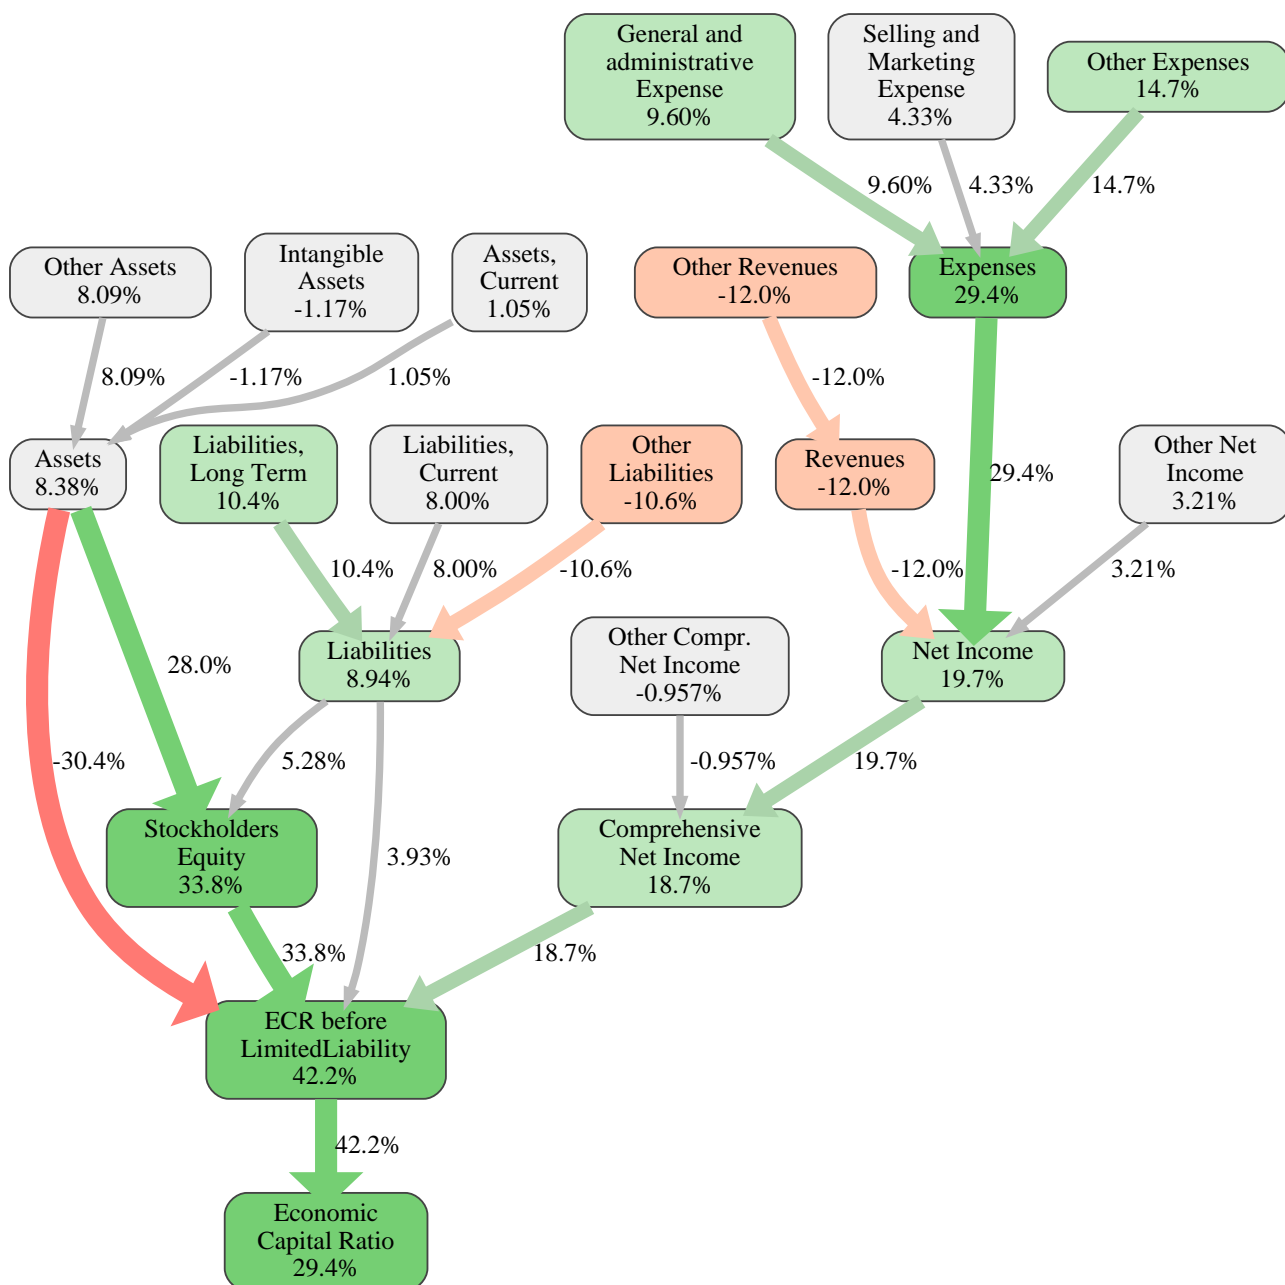 General and
administrative
Expense
9.60%
Selling and
Marketing
Expense
4.33%
Other Expenses
14.7%
9.60%
4.33%
14.7%
Other Assets
8.09%
Intangible
Assets
-1.17%
Assets,
Current
1.05%
Other Revenues
-12.0%
Expenses
29.4%
8.09%
-1.17%
1.05%
-12.0%
29.4%
Assets
8.38%
Liabilities,
Long Term
10.4%
Liabilities,
Current
8.00%
Other
Liabilities
-10.6%
Revenues
-12.0%
Other Net
Income
3.21%
10.4%
8.00%
-10.6%
-12.0%
3.21%
28.0%
Liabilities
8.94%
Other Compr.
Net Income
-0.957%
Net Income
19.7%
-30.4%
5.28%
3.93%
-0.957%
19.7%
Stockholders
Equity
33.8%
Comprehensive
Net Income
18.7%
33.8%
18.7%
ECR before
LimitedLiability
42.2%
42.2%
Economic
Capital Ratio
29.4%